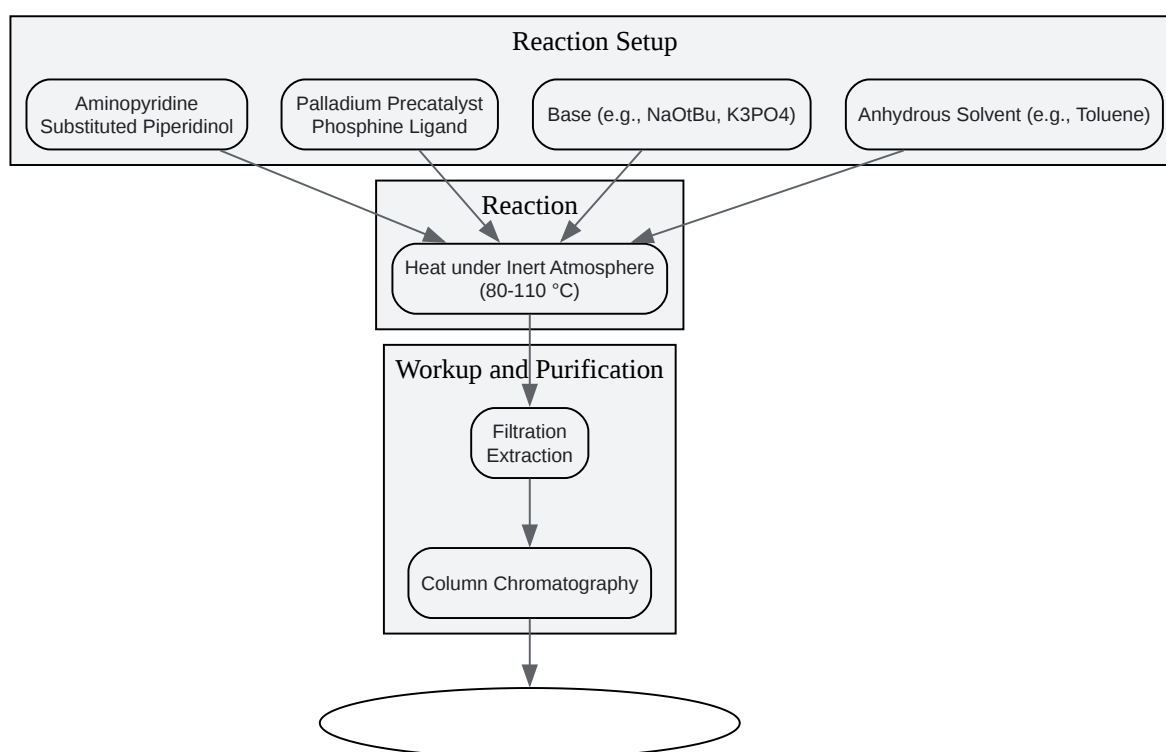 Reaction Setup
Aminopyridine
Substituted Piperidinol
Palladium Precatalyst
Phosphine Ligand
Base (e.g., NaOtBu, K3PO4)
Anhydrous Solvent (e.g., Toluene)
Reaction
Heat under Inert Atmosphere
(80-110 °C)
Workup and Purification
Filtration
Extraction
Column Chromatography